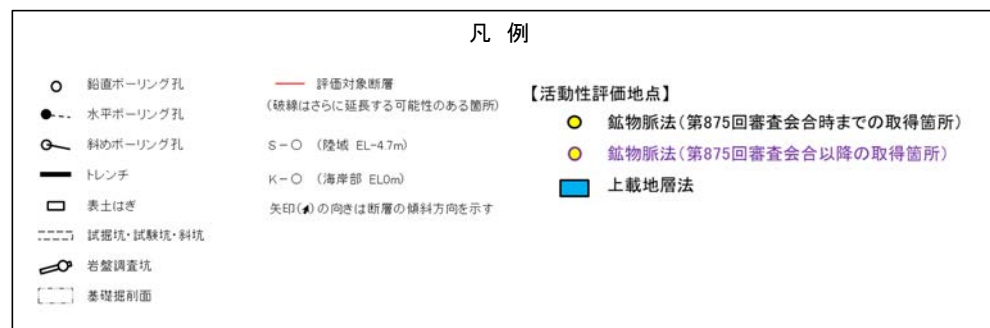 凡 例
鉛直ボーリング孔
水平ボーリング孔
斜めボーリング孔
トレンチ
表土はぎ
試掘坑・試験坑・斜坑
岩盤調査坑
基礎掘削面
評価対象断層
(破線はさらに延長する可能性のある箇所)
S-○ (陸域 EL-4.7m)
K-○ (海岸部 EL0m)
矢印( )の向きは断層の傾斜方向を示す
【活動性評価地点】
鉱物脈法(第875回審査会合時までの取得箇所)
鉱物脈法(第875回審査会合以降の取得箇所)
上載地層法